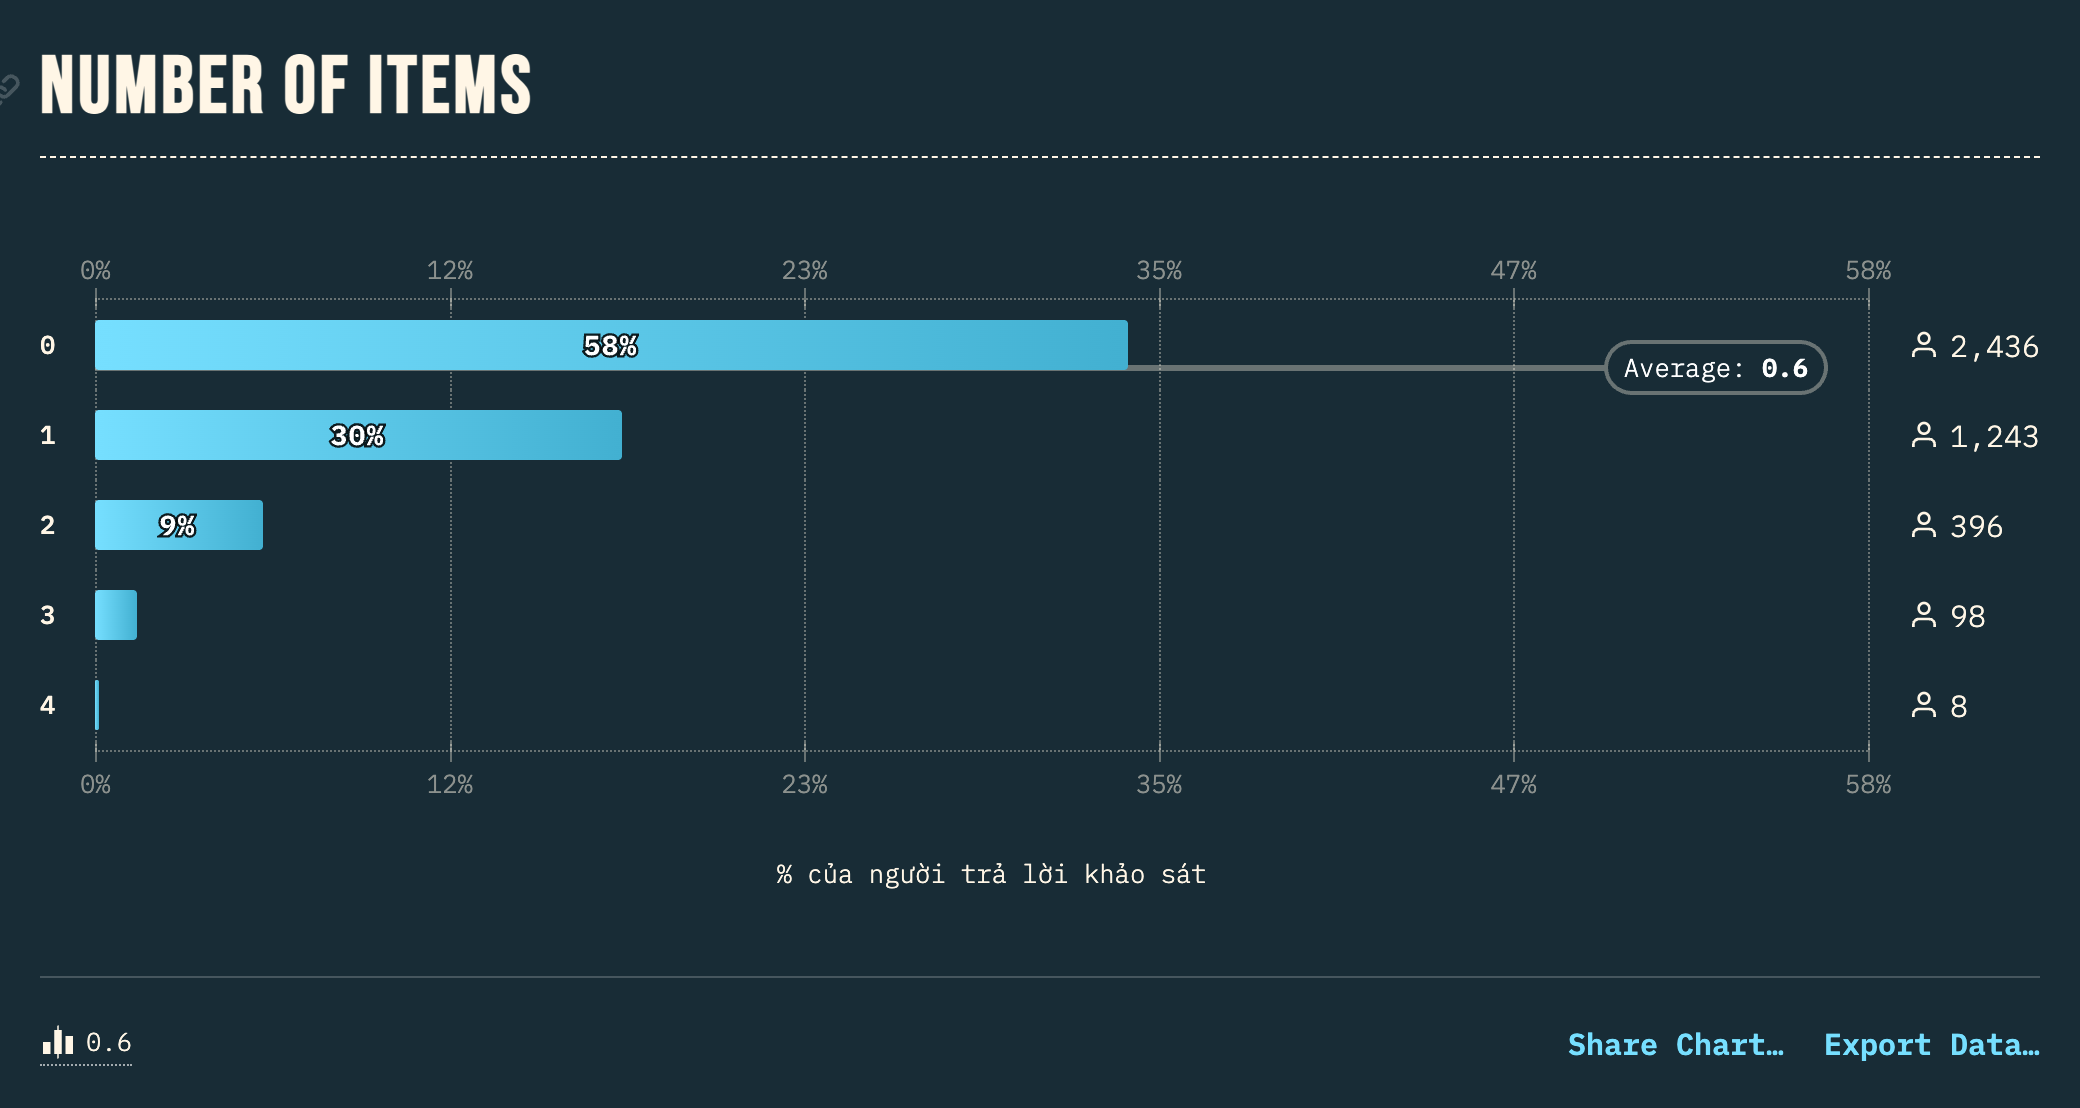 NUMBER OF ITEMS
0% 12% 23% 35% 47% 58%
0 58% 2,436
Average: 0.6
1 30% 1,243
2 9% 396
3 98
4 8
0% 12% 23% 35% 47% 58%
% của người trả lời khảo sát
0.6 Share Chart… Export Data…